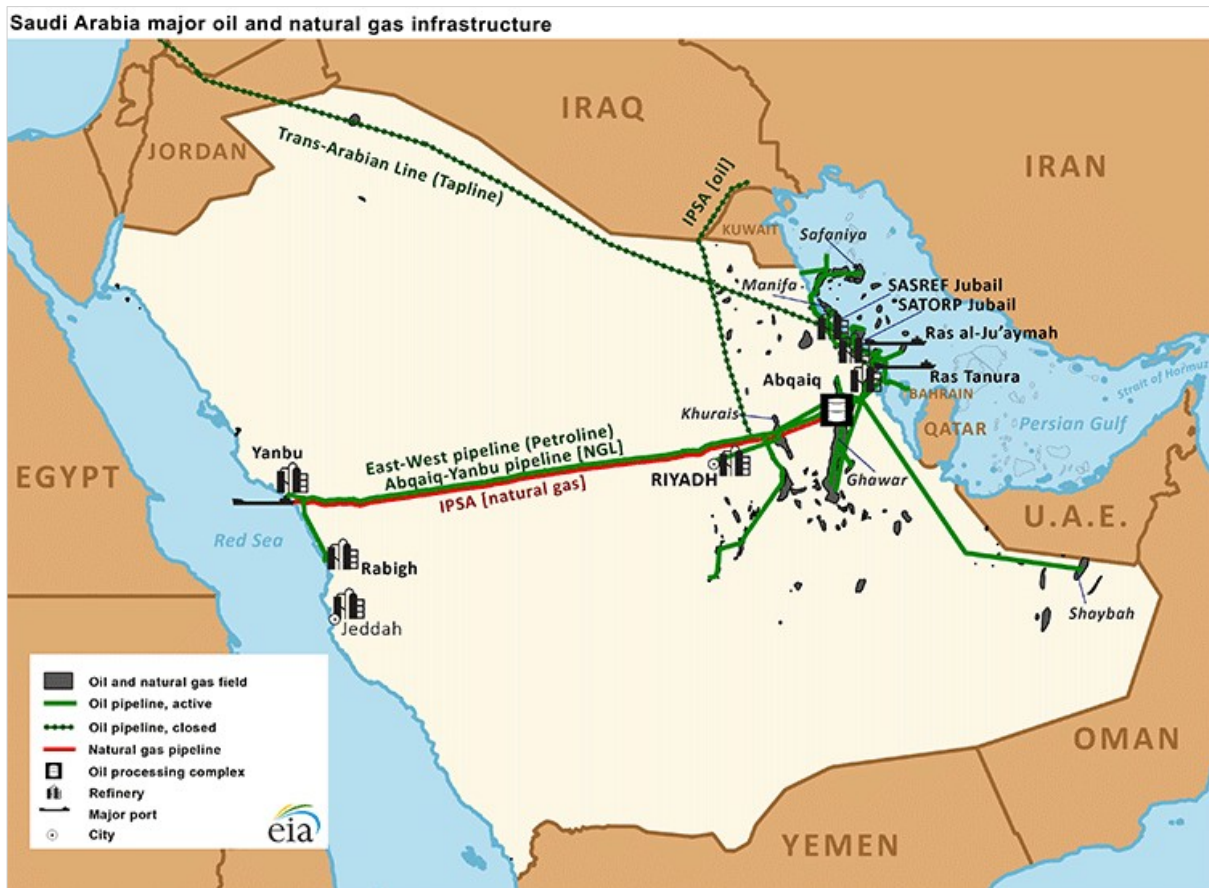 Saudi Arabia major oil and natural gas infrastructure
IRAQ
IRAN
JORDAN
Trans-Arabian Line (Tapline)
IPSA [oil]
KUWAIT
Safaniya
Manifa
SASREF Jubail
SATORP Jubail
Ras al-Ju'aymah
Ras Tanura
Abqaiq
BAHRAIN
Strait of Hormuz
Persian Gulf
QATAR
Khurais
East-West pipeline (Petroline)
Abqaiq-Yanbu pipeline [NGL]
IPSA [natural gas]
Yanbu
EGYPT
RIYADH
Ghawar
U.A.E.
Red Sea
Rabigh
Jeddah
Shaybah
OMAN
YEMEN
Oil and natural gas field
Oil pipeline, active
Oil pipeline, closed
Natural gas pipeline
Oil processing complex
Refinery
Major port
City
eia